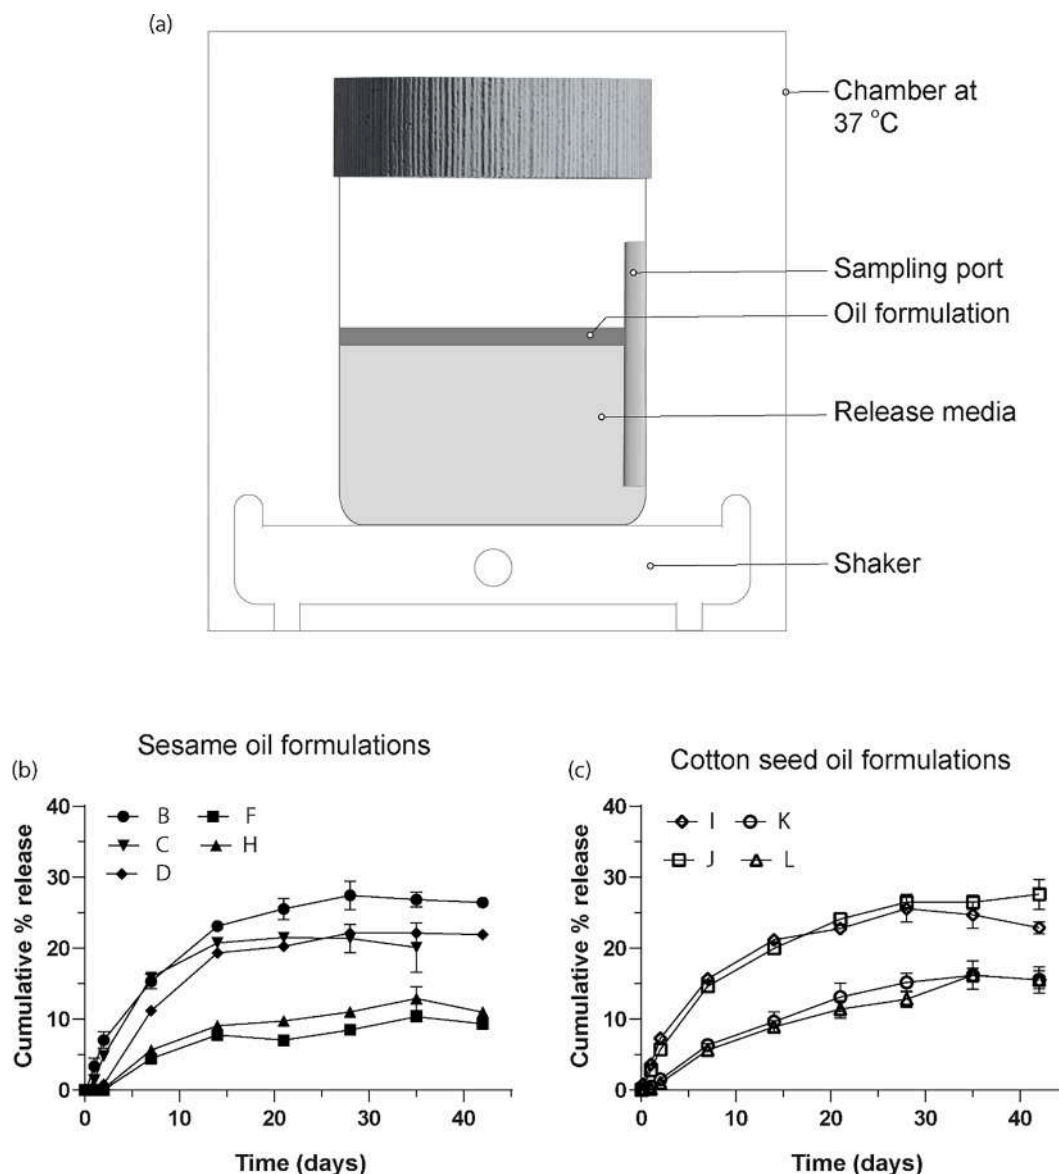 (a)
Chamber at
37 °C
Sampling port
Oil formulation
Release media
Shaker
Sesame oil formulations
(b)
B F
C H
D
Cumulative % release
40
30
20
10
0
0 10 20 30 40
Time (days)
Cotton seed oil formulations
(c)
I K
J L
Cumulative % release
40
30
20
10
0
0 10 20 30 40
Time (days)